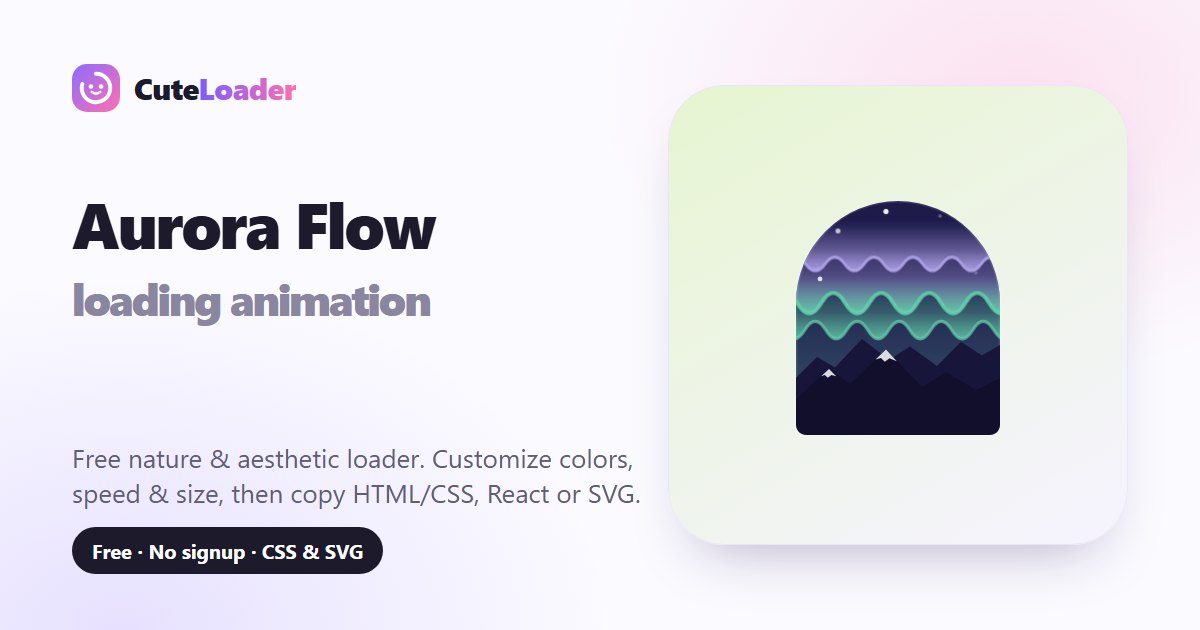 CuteLoader
Aurora Flow
loading animation
Free nature & aesthetic loader. Customize colors,
speed & size, then copy HTML/CSS, React or SVG.
Free · No signup · CSS & SVG